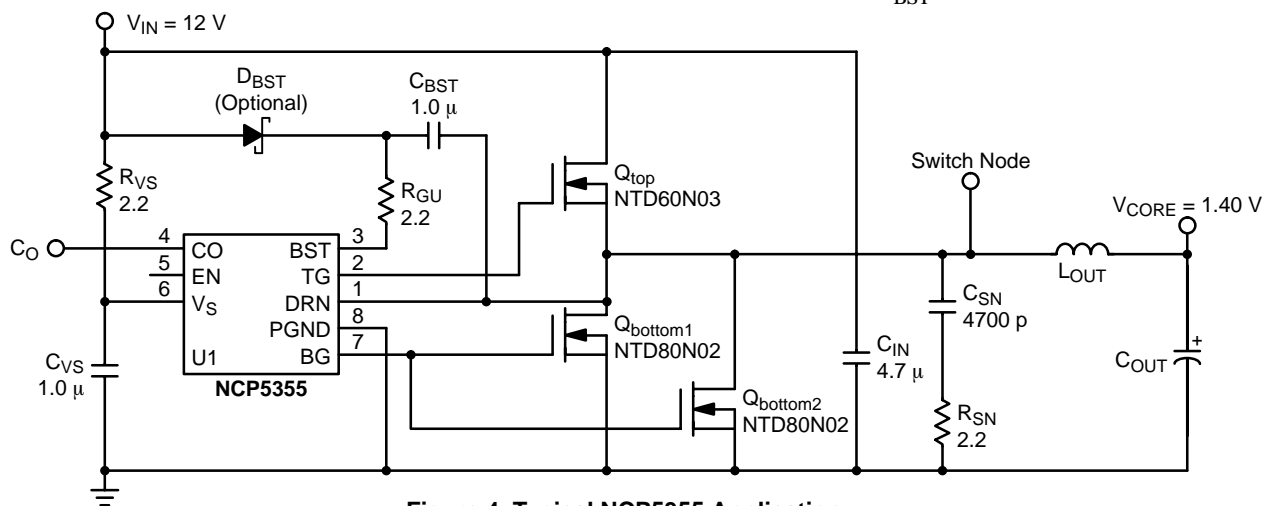 BST
V_IN = 12 V
D_BST
(Optional)
C_BST
1.0 μ
R_VS
2.2
R_GU
2.2
Q_top
NTD60N03
Switch Node
V_CORE = 1.40 V
C_O
4 CO
5 EN
6 V_S
BST 3
TG 2
DRN 1
PGND 8
BG 7
U1
NCP5355
C_VS
1.0 μ
Q_bottom1
NTD80N02
Q_bottom2
NTD80N02
C_IN
4.7 μ
C_SN
4700 p
R_SN
2.2
L_OUT
C_OUT
+